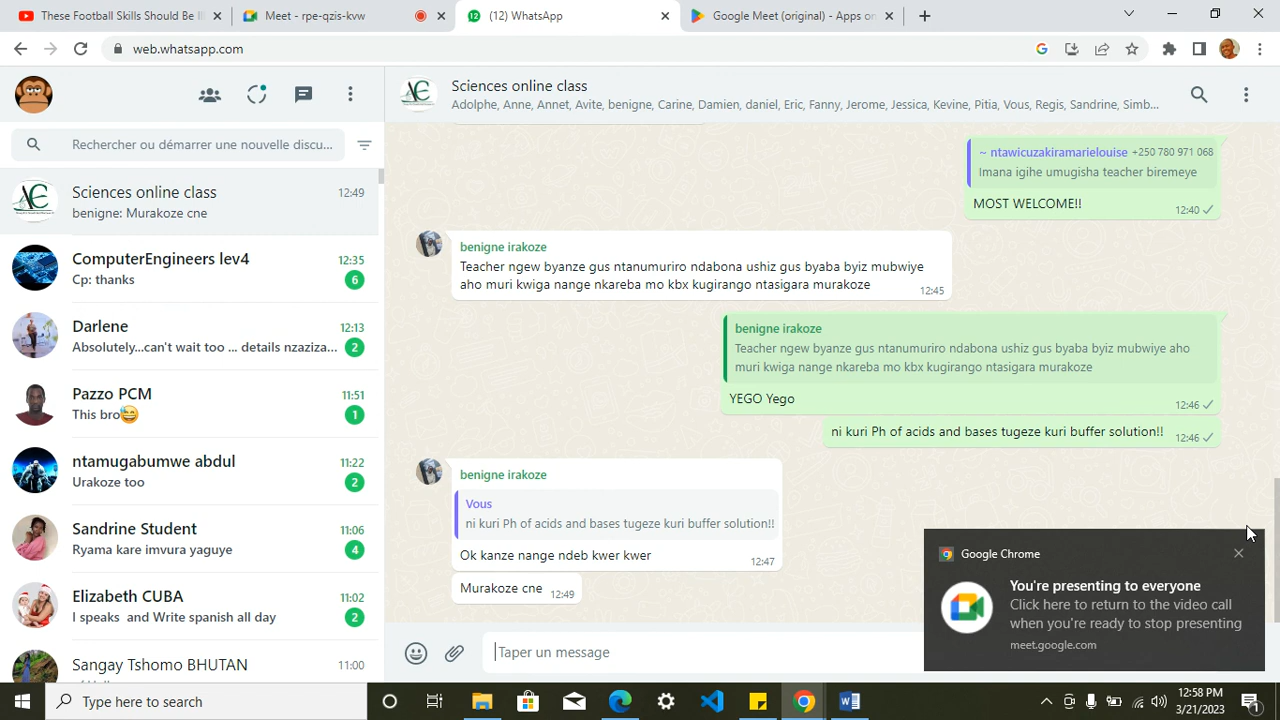 These Football Skills Should Be Ill
Meet - rpe-qzis-kvw
(12) WhatsApp
Google Meet (original) - Apps on
web.whatsapp.com
Sciences online class
Adolphe, Anne, Annet, Avite, benigne, Carine, Damien, daniel, Eric, Fanny, Jerome, Jessica, Kevine, Pitia, Vous, Regis, Sandrine, Simb...
Rechercher ou démarrer une nouvelle discu...
Sciences online class 12:49
benigne: Murakoze cne
ComputerEngineers lev4 12:35
Cp: thanks 6
Darlene 12:13
Absolutely...can't wait too ... details nzaziza... 2
Pazzo PCM 11:51
This bro😅 1
ntamugabumwe abdul 11:22
Urakoze too 2
Sandrine Student 11:06
Ryama kare imvura yaguye 4
Elizabeth CUBA 11:02
I speaks and Write spanish all day 2
Sangay Tshomo BHUTAN 11:00
~ ntawicuzakiramarielouise +250 780 971 068
Imana igihe umugisha teacher biremeye
MOST WELCOME!! 12:40
benigne irakoze
Teacher ngew byanze gus ntanumuriro ndabona ushiz gus byaba byiz mubwiye
aho muri kwiga nange nkareba mo kbx kugirango ntasigara murakoze 12:45
benigne irakoze
Teacher ngew byanze gus ntanumuriro ndabona ushiz gus byaba byiz mubwiye aho
muri kwiga nange nkareba mo kbx kugirango ntasigara murakoze
YEGO Yego 12:46
ni kuri Ph of acids and bases tugeze kuri buffer solution!! 12:46
benigne irakoze
Vous
ni kuri Ph of acids and bases tugeze kuri buffer solution!!
Ok kanze nange ndeb kwer kwer 12:47
Murakoze cne 12:49
Taper un message
Google Chrome
You're presenting to everyone
Click here to return to the video call
when you're ready to stop presenting
meet.google.com
Type here to search
12:58 PM
3/21/2023
1